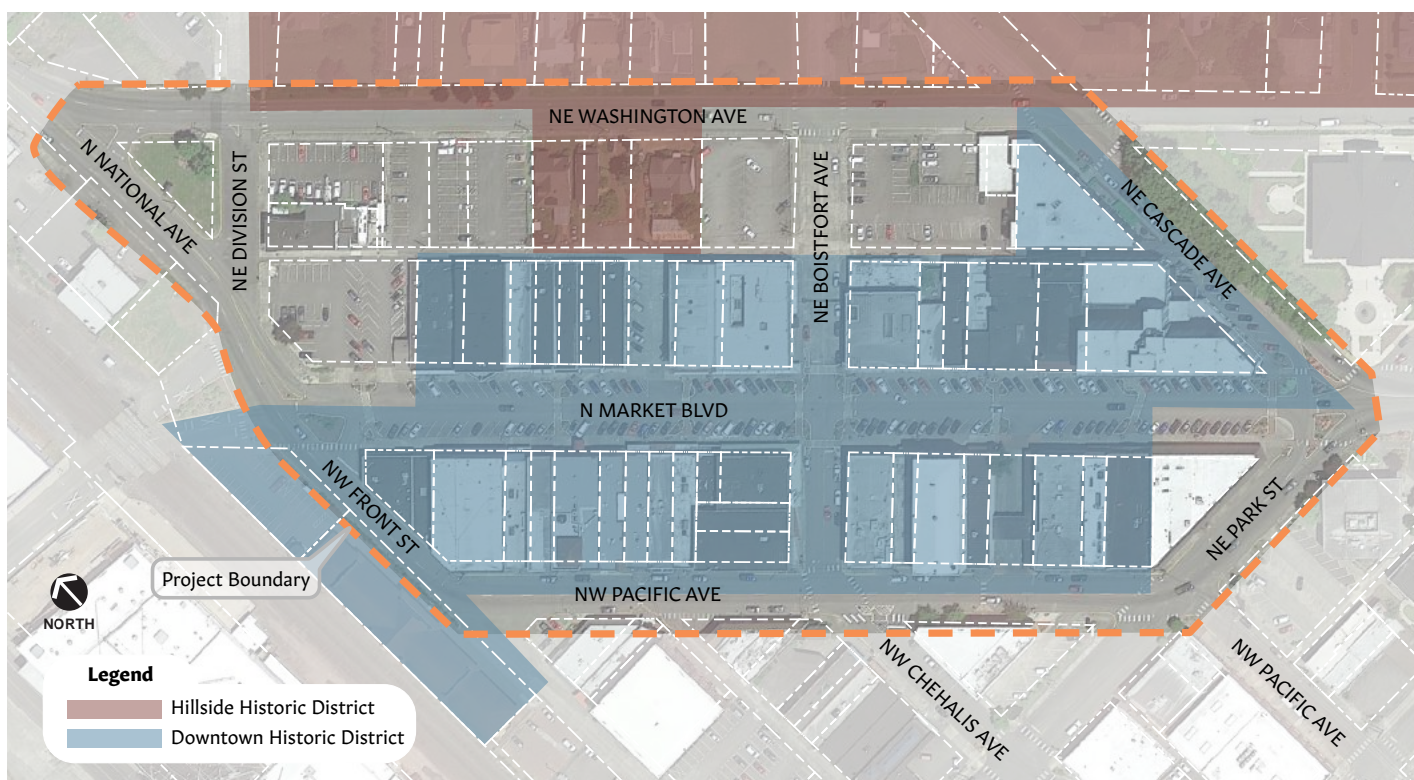 NE WASHINGTON AVE
N NATIONAL AVE
NE DIVISION ST
NE BOISTFORT AVE
NE CASCADE AVE
N MARKET BLVD
NW FRONT ST
NE PARK ST
Project Boundary
NW PACIFIC AVE
NORTH
NW CHEHALIS AVE
NW PACIFIC AVE
Legend
Hillside Historic District
Downtown Historic District